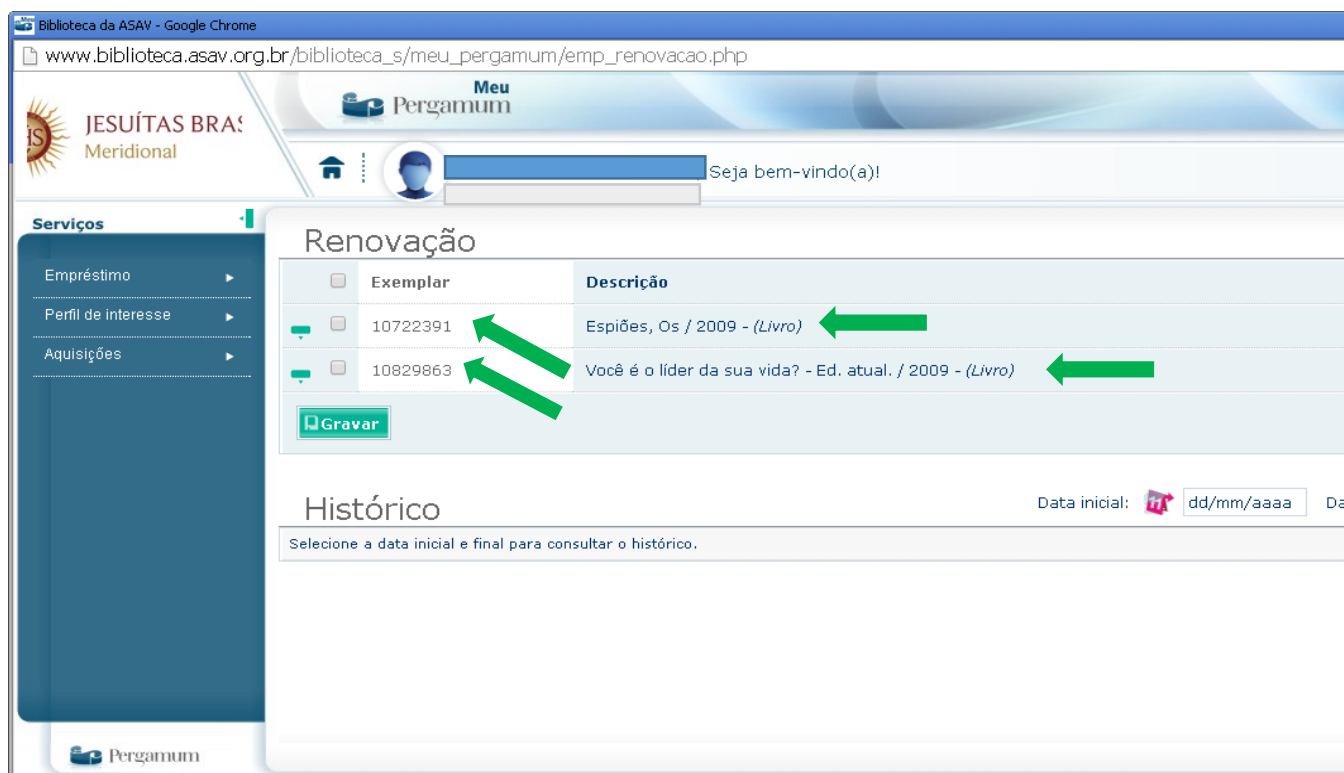 Biblioteca da ASAV - Google Chrome
www.biblioteca.asav.org.br/biblioteca_s/meu_pergamum/emp_renovacao.php
JESUÍTAS BRAS
Meridional
Meu
Pergamum
Seja bem-vindo(a)!
Serviços
Empréstimo
Perfil de interesse
Aquisições
Renovação
Exemplar Descrição
10722391 Espiões, Os / 2009 - (Livro)
10829863 Você é o líder da sua vida? - Ed. atual. / 2009 - (Livro)
Gravar
Histórico Data inicial: dd/mm/aaaa
Selecione a data inicial e final para consultar o histórico.
Pergamum